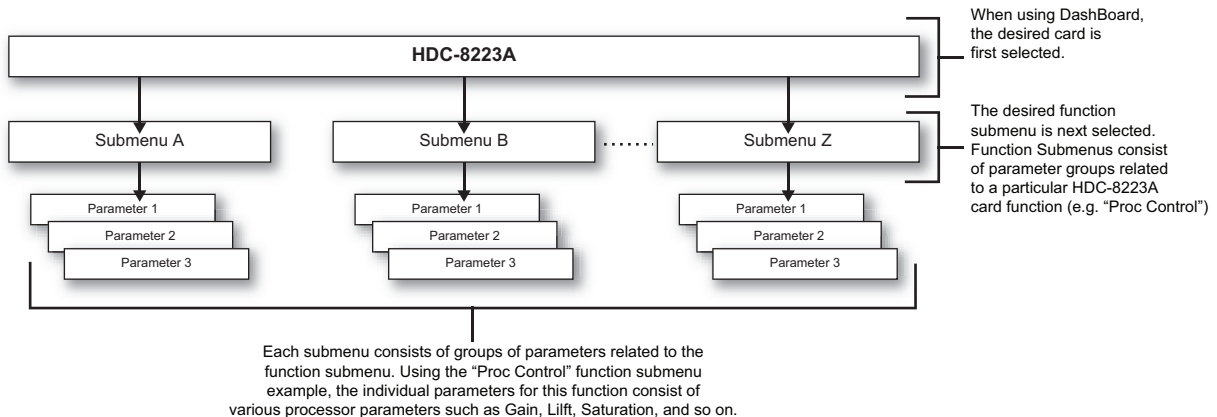 When using DashBoard,
the desired card is
first selected.
HDC-8223A
The desired function
submenu is next selected.
Function Submenus consist
of parameter groups related
to a particular HDC-8223A
card function (e.g. “Proc Control”)
Submenu A
Submenu B
Submenu Z
Parameter 1
Parameter 2
Parameter 3
Parameter 1
Parameter 2
Parameter 3
Parameter 1
Parameter 2
Parameter 3
Each submenu consists of groups of parameters related to the
function submenu. Using the “Proc Control” function submenu
example, the individual parameters for this function consist of
various processor parameters such as Gain, Lilft, Saturation, and so on.